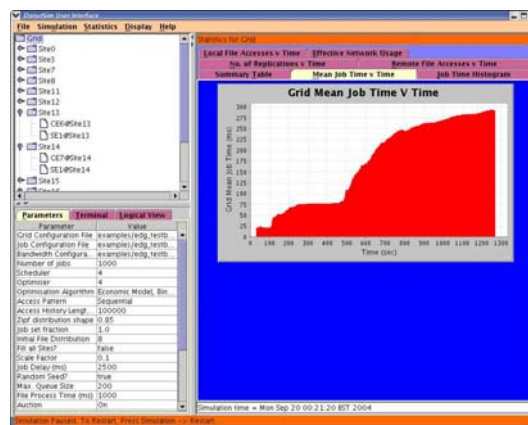 OptorSim User Interface
File Simulation Statistics Display Help
Grid
Site0
Site3
Site7
Site8
Site11
Site12
Site13
CE6@Site13
SE1@Site13
Site14
CE7@Site14
SE1@Site14
Site15
Parameters Terminal Logical View
Parameter Value
Grid Configuration File examples/edg_testb...
Job Configuration File examples/edg_testb...
Bandwidth Configura... examples/edg_testb...
Number of jobs 1000
Scheduler 4
Optimiser 4
Optimisation Algorithm Economic Model, Bin...
Access Pattern Sequential
Access History Lengt... 100000
Zipf distribution shape 0.85
Job set fraction 1.0
Initial File Distribution 8
Fill all Sites? false
Scale Factor 0.1
Job Delay (ms) 2500
Random Seed? true
Max. Queue Size 200
File Process Time (ms) 1000
Auction On
Statistics for Grid
Local File Accesses v Time Effective Network Usage
No. of Replications v Time Remote File Accesses v Time
Summary Table Mean Job Time v Time Job Time Histogram
Grid Mean Job Time V Time
Grid Mean Job Time (ms)
300
275
250
225
200
175
150
125
100
75
50
25
0
0 100 200 300 400 500 600 700 800 900 1000 1100 1200 1300
Time (sec)
Simulation time = Mon Sep 20 00:21:20 BST 2004
Simulation Paused. To Restart, Press Simulation -> Restart